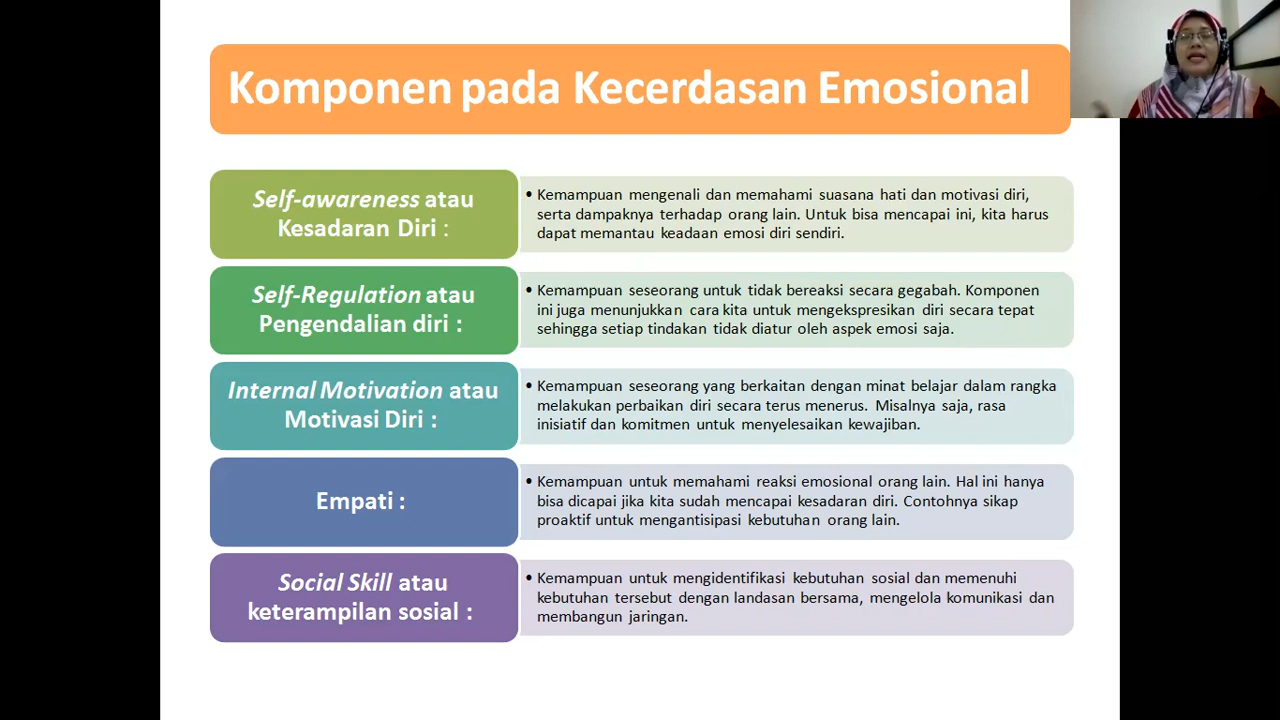 Komponen pada Kecerdasan Emosional
Self-awareness atau
Kesadaran Diri :
• Kemampuan mengenali dan memahami suasana hati dan motivasi diri,
serta dampaknya terhadap orang lain. Untuk bisa mencapai ini, kita harus
dapat memantau keadaan emosi diri sendiri.
Self-Regulation atau
Pengendalian diri :
• Kemampuan seseorang untuk tidak bereaksi secara gegabah. Komponen
ini juga menunjukkan cara kita untuk mengekspresikan diri secara tepat
sehingga setiap tindakan tidak diatur oleh aspek emosi saja.
Internal Motivation atau
Motivasi Diri :
• Kemampuan seseorang yang berkaitan dengan minat belajar dalam rangka
melakukan perbaikan diri secara terus menerus. Misalnya saja, rasa
inisiatif dan komitmen untuk menyelesaikan kewajiban.
Empati :
• Kemampuan untuk memahami reaksi emosional orang lain. Hal ini hanya
bisa dicapai jika kita sudah mencapai kesadaran diri. Contohnya sikap
proaktif untuk mengantisipasi kebutuhan orang lain.
Social Skill atau
keterampilan sosial :
• Kemampuan untuk mengidentifikasi kebutuhan sosial dan memenuhi
kebutuhan tersebut dengan landasan bersama, mengelola komunikasi dan
membangun jaringan.